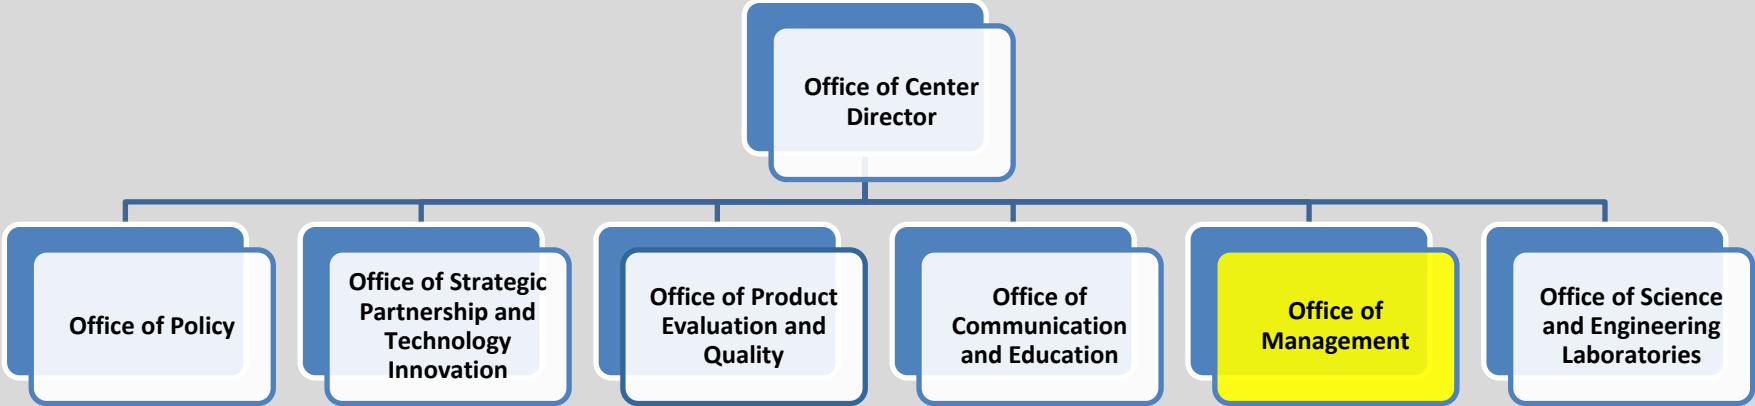 Office of Center
Director
Office of Policy
Office of Strategic
Partnership and
Technology
Innovation
Office of Product
Evaluation and
Quality
Office of
Communication
and Education
Office of
Management
Office of Science
and Engineering
Laboratories